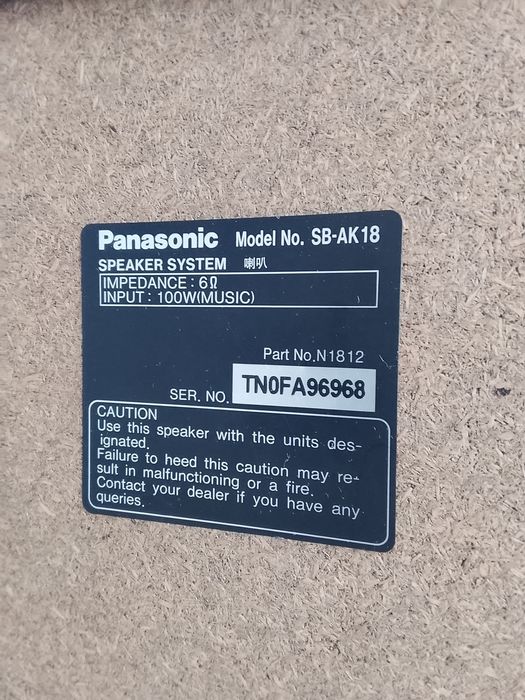 Panasonic Model No. SB-AK18
SPEAKER SYSTEM 喇叭
IMPEDANCE : 6Ω
INPUT : 100W(MUSIC)
Part No.N1812
SER. NO. TN0FA96968
CAUTION
Use this speaker with the units des-
ignated.
Failure to heed this caution may re-
sult in malfunctioning or a fire.
Contact your dealer if you have any
queries.